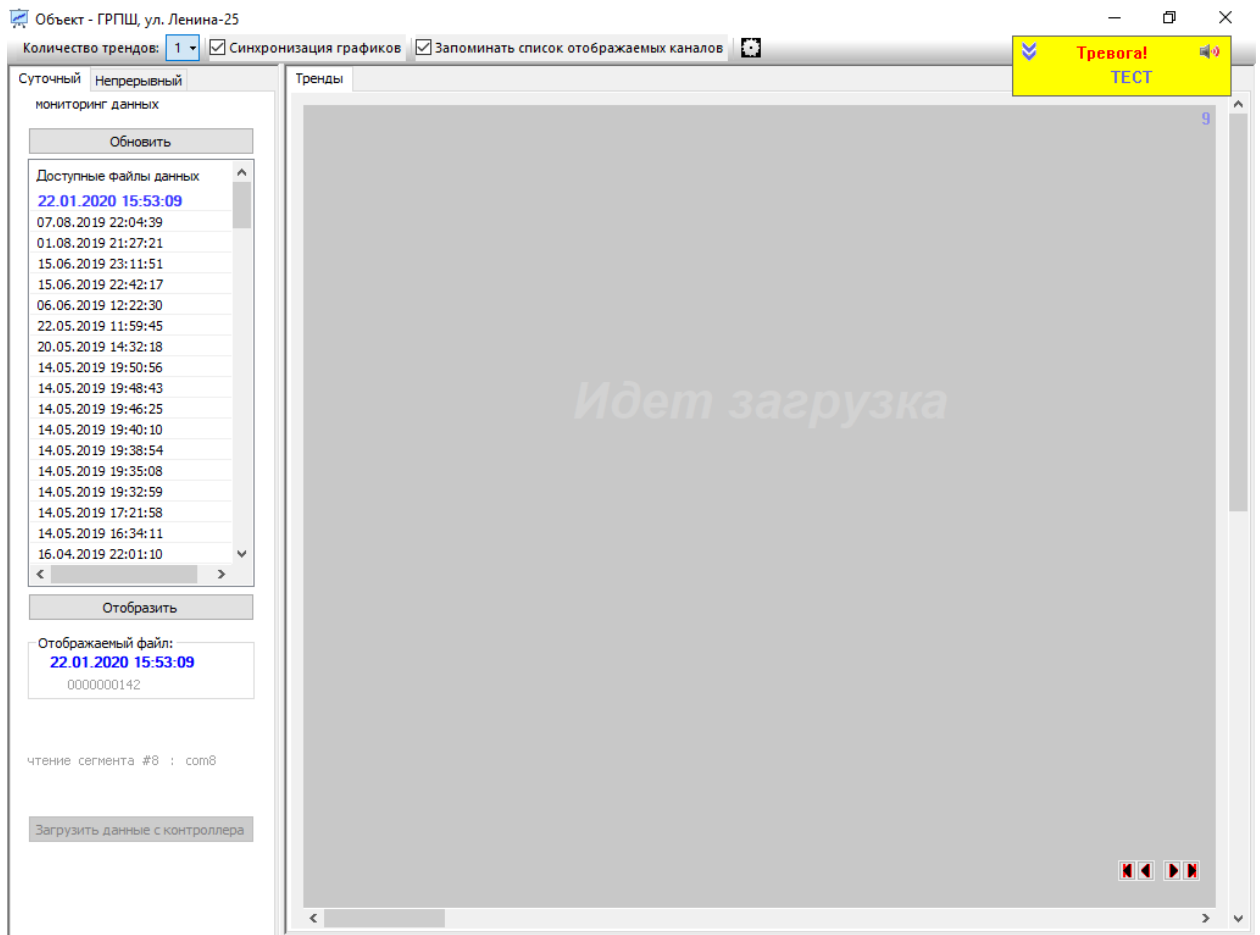 Объект - ГРПШ, ул. Ленина-25
Количество трендов: 1 Синхронизация графиков Запоминать список отображаемых каналов
Тревога!
ТЕСТ
Суточный Непрерывный
мониторинг данных
Обновить
Доступные файлы данных
22.01.2020 15:53:09
07.08.2019 22:04:39
01.08.2019 21:27:21
15.06.2019 23:11:51
15.06.2019 22:42:17
06.06.2019 12:22:30
22.05.2019 11:59:45
20.05.2019 14:32:18
14.05.2019 19:50:56
14.05.2019 19:48:43
14.05.2019 19:46:25
14.05.2019 19:40:10
14.05.2019 19:38:54
14.05.2019 19:35:08
14.05.2019 19:32:59
14.05.2019 17:21:58
14.05.2019 16:34:11
16.04.2019 22:01:10
Отобразить
Отображаемый файл:
22.01.2020 15:53:09
0000000142
чтение сегмента #8 : com8
Загрузить данные с контроллера
Тренды
9
Идет загрузка